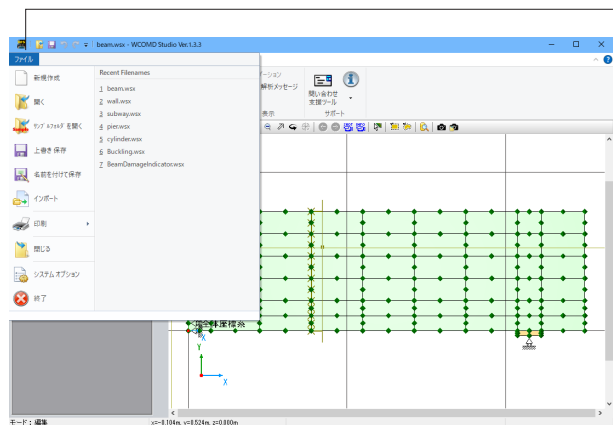 beam.wsx - WCOMD Studio Ver.1.3.3
ファイル
新規作成
開く
サンプルフォルダを開く
上書き保存
名前を付けて保存
インポート
印刷
閉じる
システムオプション
終了
Recent Filenames
1 beam.wsx
2 wall.wsx
3 subway.wsx
4 pier.wsx
5 cylinder.wsx
6 Buckling.wsx
7 BeamDamageIndicator.wsx
ーション
解析メッセージ
表示
問い合わせ
支援ツール
サポート
全体座標系
X
Y
X
モード：編集
x=-0.104m, y=0.524m, z=0.000m